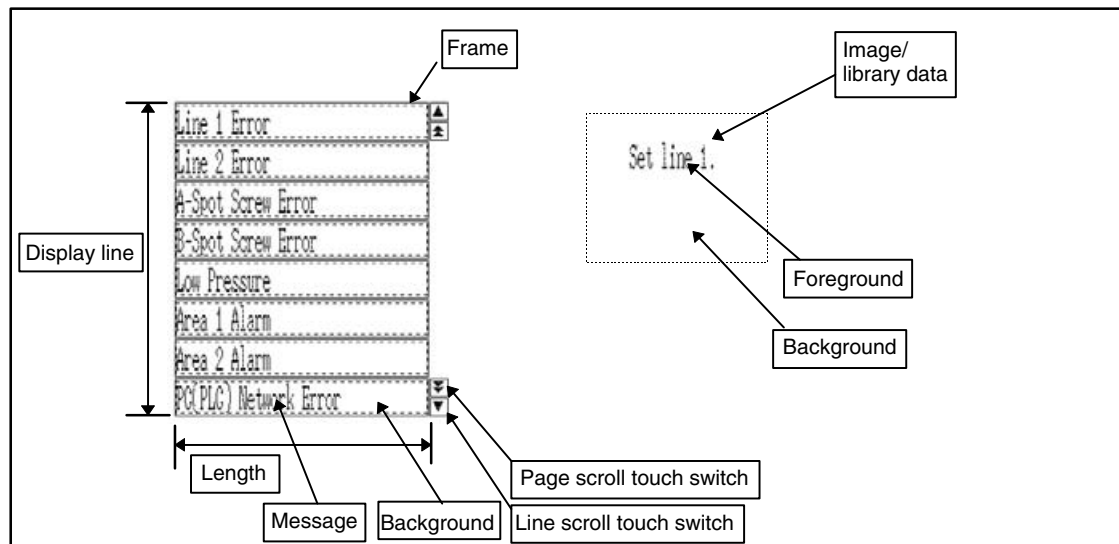 Frame
Image/
library data
Line 1 Error
Line 2 Error
A-Spot Screw Error
B-Spot Screw Error
Low Pressure
Area 1 Alarm
Area 2 Alarm
PC(PLC) Network Error
Display line
Set line 1.
Foreground
Background
Length
Message
Background
Page scroll touch switch
Line scroll touch switch